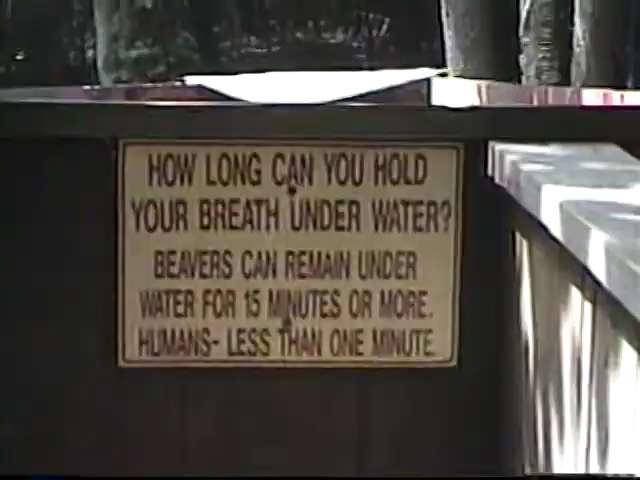 HOW LONG CAN YOU HOLD
YOUR BREATH UNDER WATER?
BEAVERS CAN REMAIN UNDER
WATER FOR 15 MINUTES OR MORE.
HUMANS- LESS THAN ONE MINUTE.